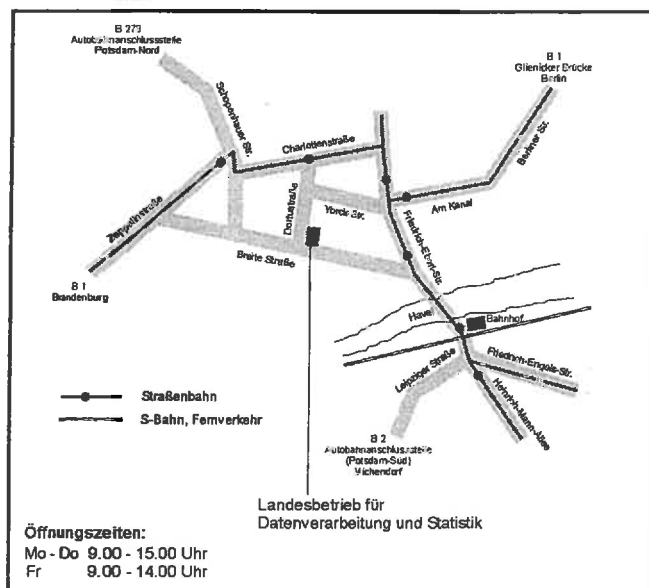 B 273
Autobahnanschlussstelle
Potsdam-Nord
B 1
Glienicker Brücke
Berlin
Schopenhauer Str.
Charlottenstraße
Berliner Str.
Zeppelinstraße
Dortustraße
Yorck Str.
Am Kanal
Friedrich-Ebert-Str.
Breite Straße
B 1
Brandenburg
Havel
Bahnhof
Leipziger Straße
Friedrich-Engels-Str.
Heinrich-Mann-Allee
Straßenbahn
S-Bahn, Fernverkehr
B 2
Autobahnanschlussstelle
(Potsdam-Süd)
Michendorf
Landesbetrieb für
Datenverarbeitung und Statistik
Öffnungszeiten:
Mo - Do 9.00 - 15.00 Uhr
Fr 9.00 - 14.00 Uhr